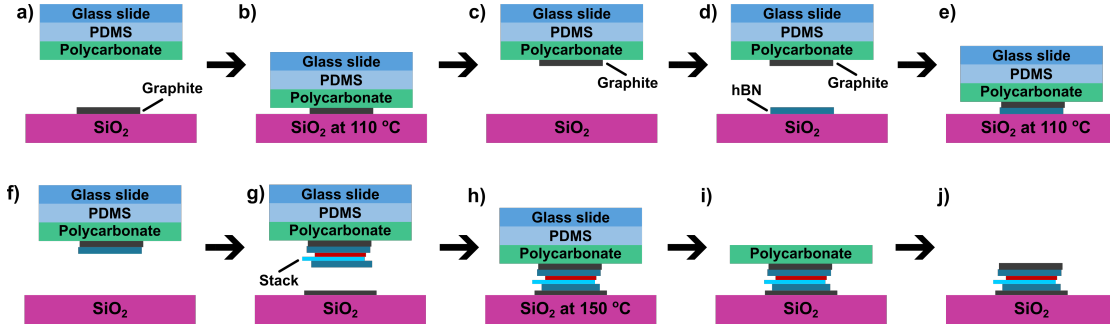 a)
Glass slide
PDMS
Polycarbonate
Graphite
SiO₂
b)
Glass slide
PDMS
Polycarbonate
SiO₂ at 110 °C
c)
Glass slide
PDMS
Polycarbonate
Graphite
SiO₂
d)
Glass slide
PDMS
Polycarbonate
Graphite
hBN
SiO₂
e)
Glass slide
PDMS
Polycarbonate
SiO₂ at 110 °C
f)
Glass slide
PDMS
Polycarbonate
SiO₂
g)
Glass slide
PDMS
Polycarbonate
Stack
SiO₂
h)
Glass slide
PDMS
Polycarbonate
SiO₂ at 150 °C
i)
Polycarbonate
SiO₂
j)
SiO₂